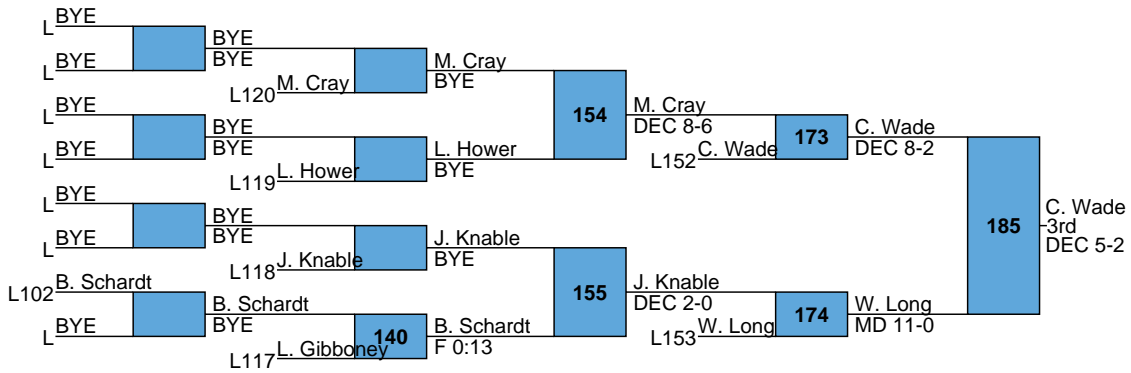 L BYE
L BYE
BYE
BYE
L120 M. Cray
M. Cray
BYE
L BYE
L BYE
BYE
BYE
L119 L. Hower
L. Hower
BYE
154
M. Cray
DEC 8-6
L152 C. Wade
173
C. Wade
DEC 8-2
L BYE
L BYE
BYE
BYE
L118 J. Knable
J. Knable
BYE
L102 B. Schardt
L BYE
B. Schardt
BYE
L117 L. Gibboney
140
B. Schardt
F 0:13
155
J. Knable
DEC 2-0
L153 W. Long
174
W. Long
MD 11-0
185
C. Wade
3rd
DEC 5-2